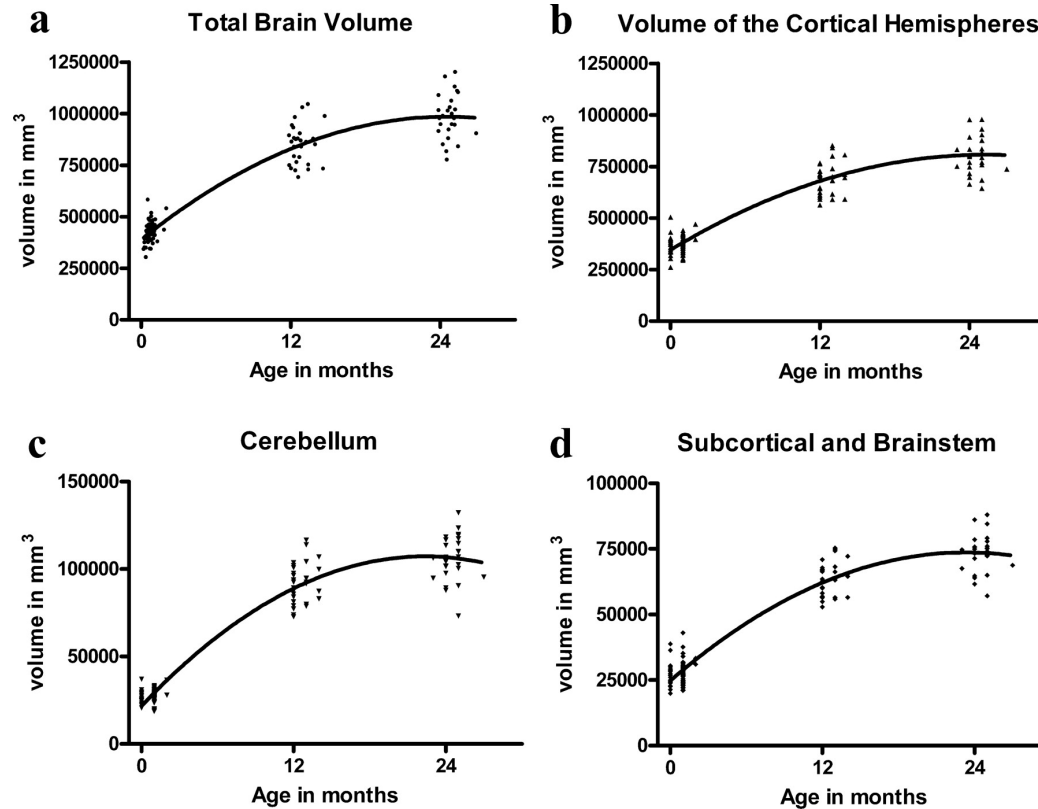 a
Total Brain Volume
volume in mm³
1250000
1000000
750000
500000
250000
0
0 12 24
Age in months
b
Volume of the Cortical Hemispheres
volume in mm³
1250000
1000000
750000
500000
250000
0
0 12 24
Age in months
c
Cerebellum
volume in mm³
150000
100000
50000
0
0 12 24
Age in months
d
Subcortical and Brainstem
volume in mm³
100000
75000
50000
25000
0
0 12 24
Age in months